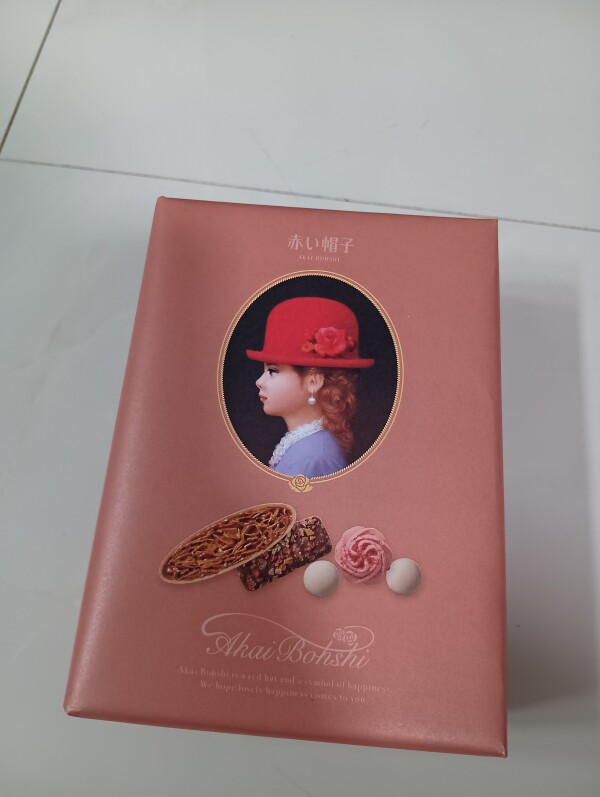 赤い帽子
AKAI BOHSHI
Akai Bohshi
Akai Bohshi is a red hat and a symbol of happiness.
We hope lovely happiness comes to you.